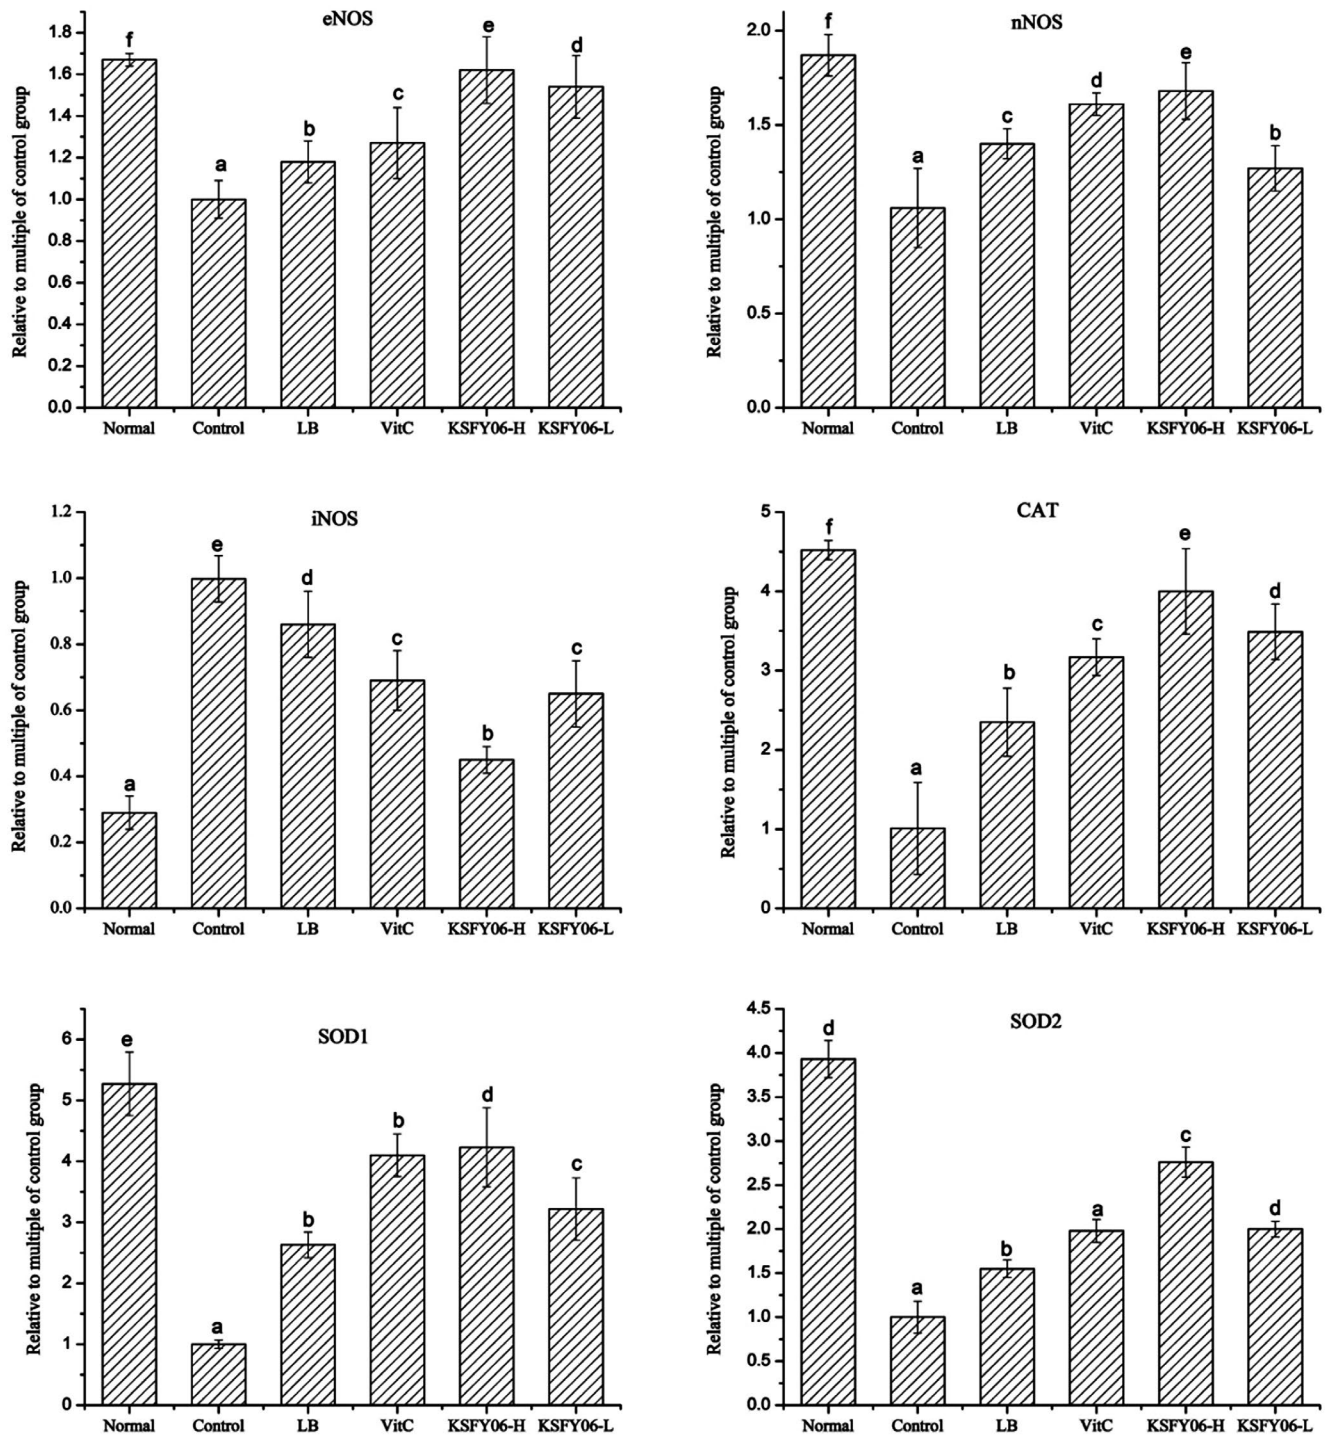 eNOS
Relative to multiple of control group
1.8
1.6
1.4
1.2
1.0
0.8
0.6
0.4
0.2
0.0
f
a
b
c
e
d
Normal Control LB VitC KSFY06-H KSFY06-L
nNOS
Relative to multiple of control group
2.0
1.5
1.0
0.5
0.0
f
a
c
d
e
b
Normal Control LB VitC KSFY06-H KSFY06-L
iNOS
Relative to multiple of control group
1.2
1.0
0.8
0.6
0.4
0.2
0.0
a
e
d
c
b
c
Normal Control LB VitC KSFY06-H KSFY06-L
CAT
Relative to multiple of control group
5
4
3
2
1
0
f
a
b
c
e
d
Normal Control LB VitC KSFY06-H KSFY06-L
SOD1
Relative to multiple of control group
6
5
4
3
2
1
0
e
a
b
b
d
c
Normal Control LB VitC KSFY06-H KSFY06-L
SOD2
Relative to multiple of control group
4.5
4.0
3.5
3.0
2.5
2.0
1.5
1.0
0.5
0.0
d
a
b
a
c
d
Normal Control LB VitC KSFY06-H KSFY06-L